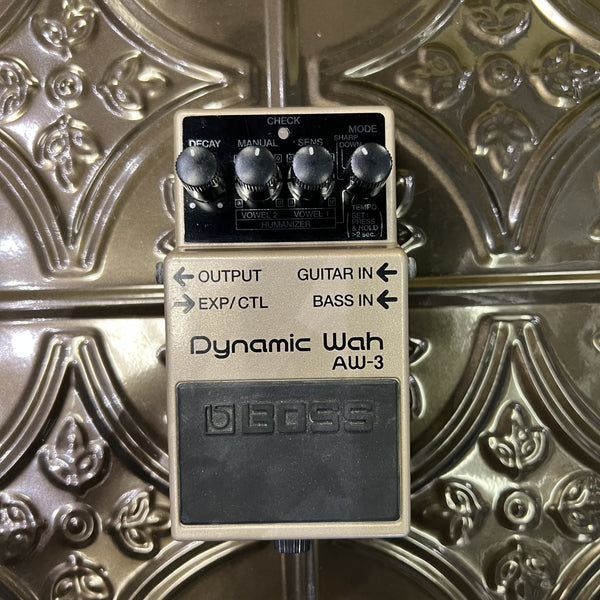 CHECK
DECAY MANUAL SENS MODE
SHARP
DOWN
VOWEL 2 VOWEL 1
HUMANIZER
TEMPO
SET:
PRESS
& HOLD
>2 sec.
← OUTPUT GUITAR IN ←
→ EXP/CTL BASS IN ←
Dynamic Wah
AW-3
BOSS